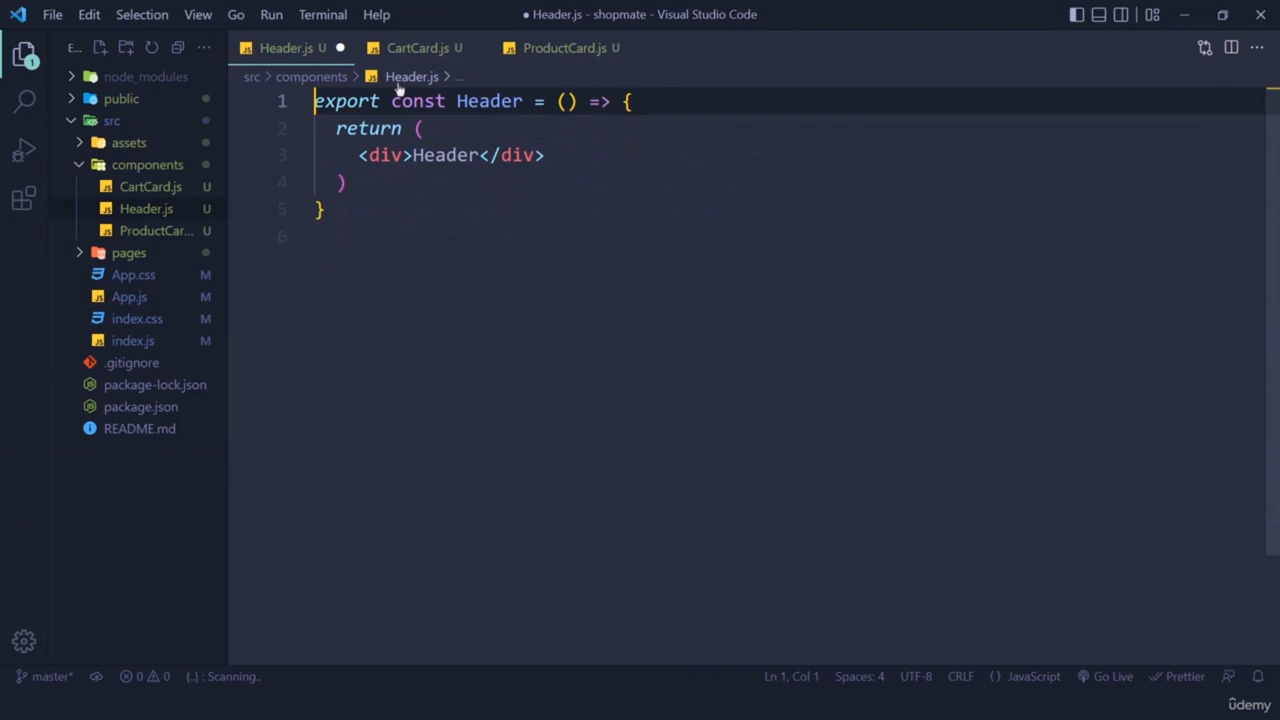 File Edit Selection View Go Run Terminal Help
● Header.js - shopmate - Visual Studio Code
E...
Header.js U
CartCard.js U
ProductCard.js U
node_modules
public
src
assets
components
CartCard.js U
Header.js U
ProductCar... U
pages
App.css M
App.js M
index.css M
index.js M
.gitignore
package-lock.json
package.json
README.md
1
src > components > Header.js > ...
1 export const Header = () => {
2 return (
3 <div>Header</div>
4 )
5 }
6
master* 0 0 {..} : Scanning..
Ln 1, Col 1 Spaces: 4 UTF-8 CRLF {} JavaScript Go Live Prettier
udemy